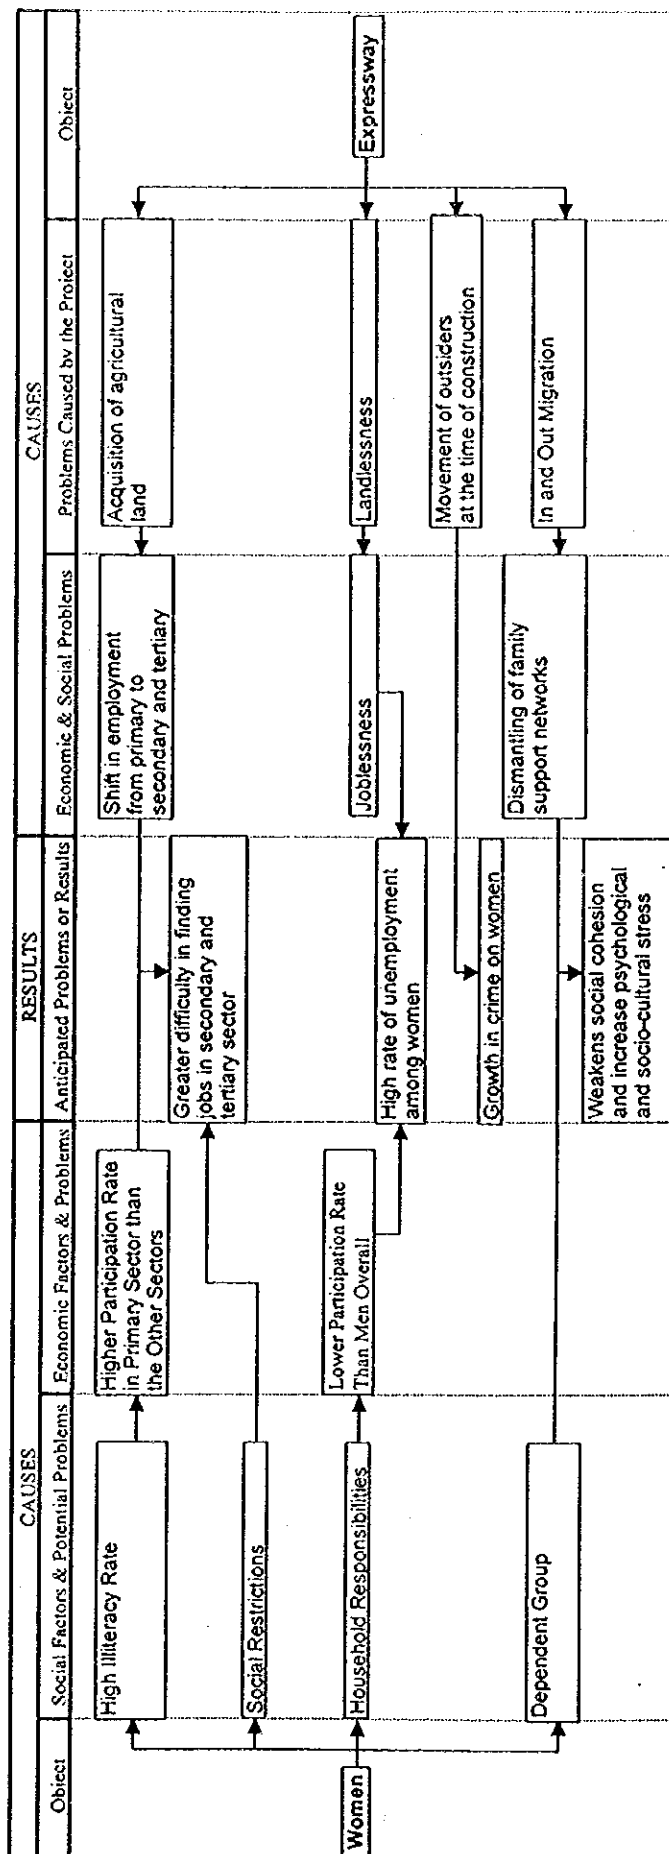 CAUSES
RESULTS
CAUSES
Object
Social Factors & Potential Problems
Economic Factors & Problems
Anticipated Problems or Results
Economic & Social Problems
Problems Caused by the Project
Object
Women
High Illiteracy Rate
Social Restrictions
Household Responsibilities
Dependent Group
Higher Participation Rate
in Primary Sector than
the Other Sectors
Lower Participation Rate
Than Men Overall
Greater difficulty in finding
jobs in secondary and
tertiary sector
High rate of unemployment
among women
Growth in crime on women
Weakens social cohesion
and increase psychological
and socio-cultural stress
Shift in employment
from primary to
secondary and tertiary
Joblessness
Dismantling of family
support networks
Acquisition of agricultural
land
Landlessness
Movement of outsiders
at the time of construction
In and Out Migration
Expressway